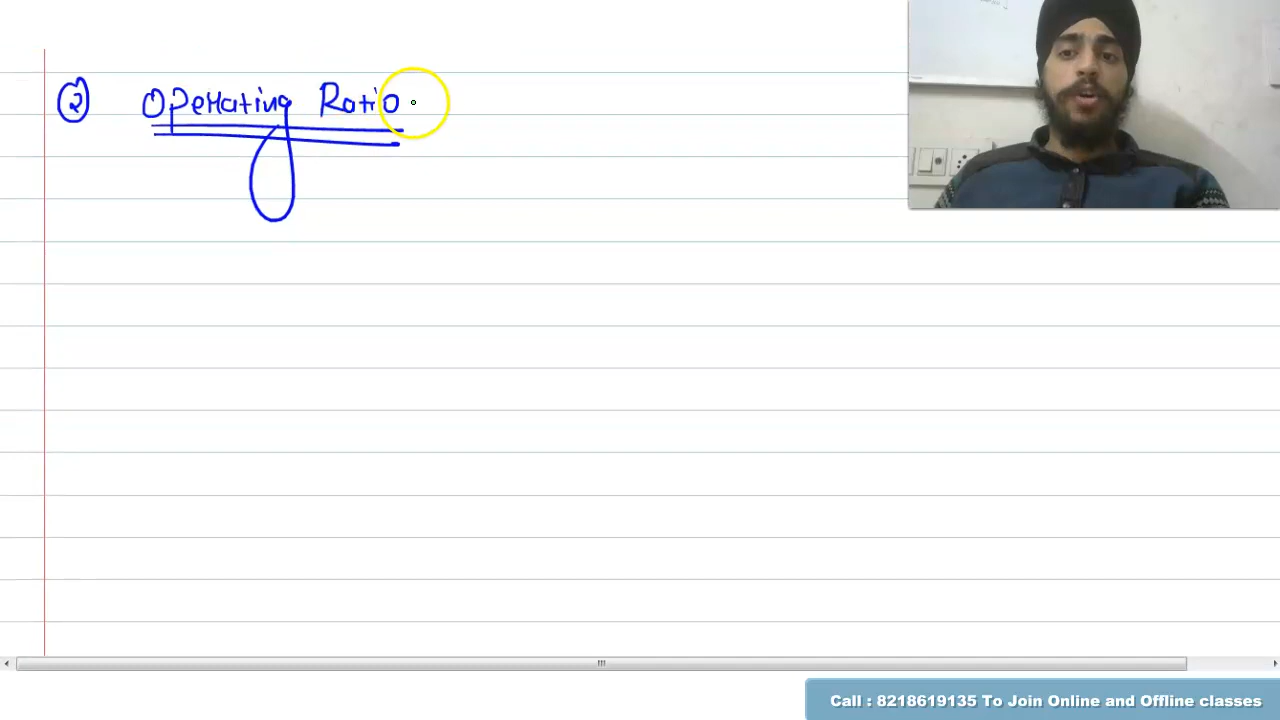 ② Operating Ratio
Call : 8218619135 To Join Online and Offline classes